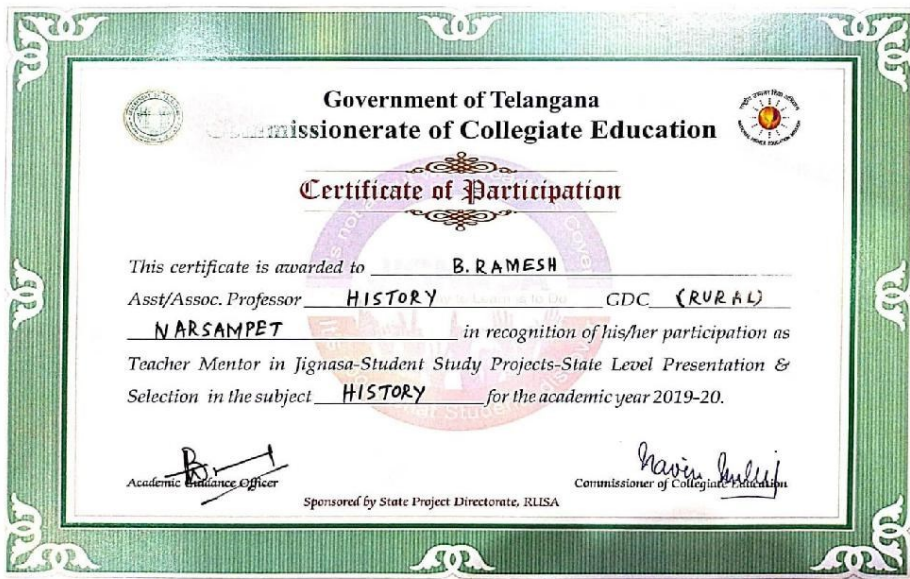 Government of Telangana
Commissionerate of Collegiate Education
Certificate of Participation
This certificate is awarded to B. RAMESH
Asst/Assoc. Professor HISTORY GDC (RURAL)
NARSAMPET in recognition of his/her participation as
Teacher Mentor in Jignasa-Student Study Projects-State Level Presentation &
Selection in the subject HISTORY for the academic year 2019-20.
Academic Guidance Officer
Commissioner of Collegiate Education
Sponsored by State Project Directorate, RUSA